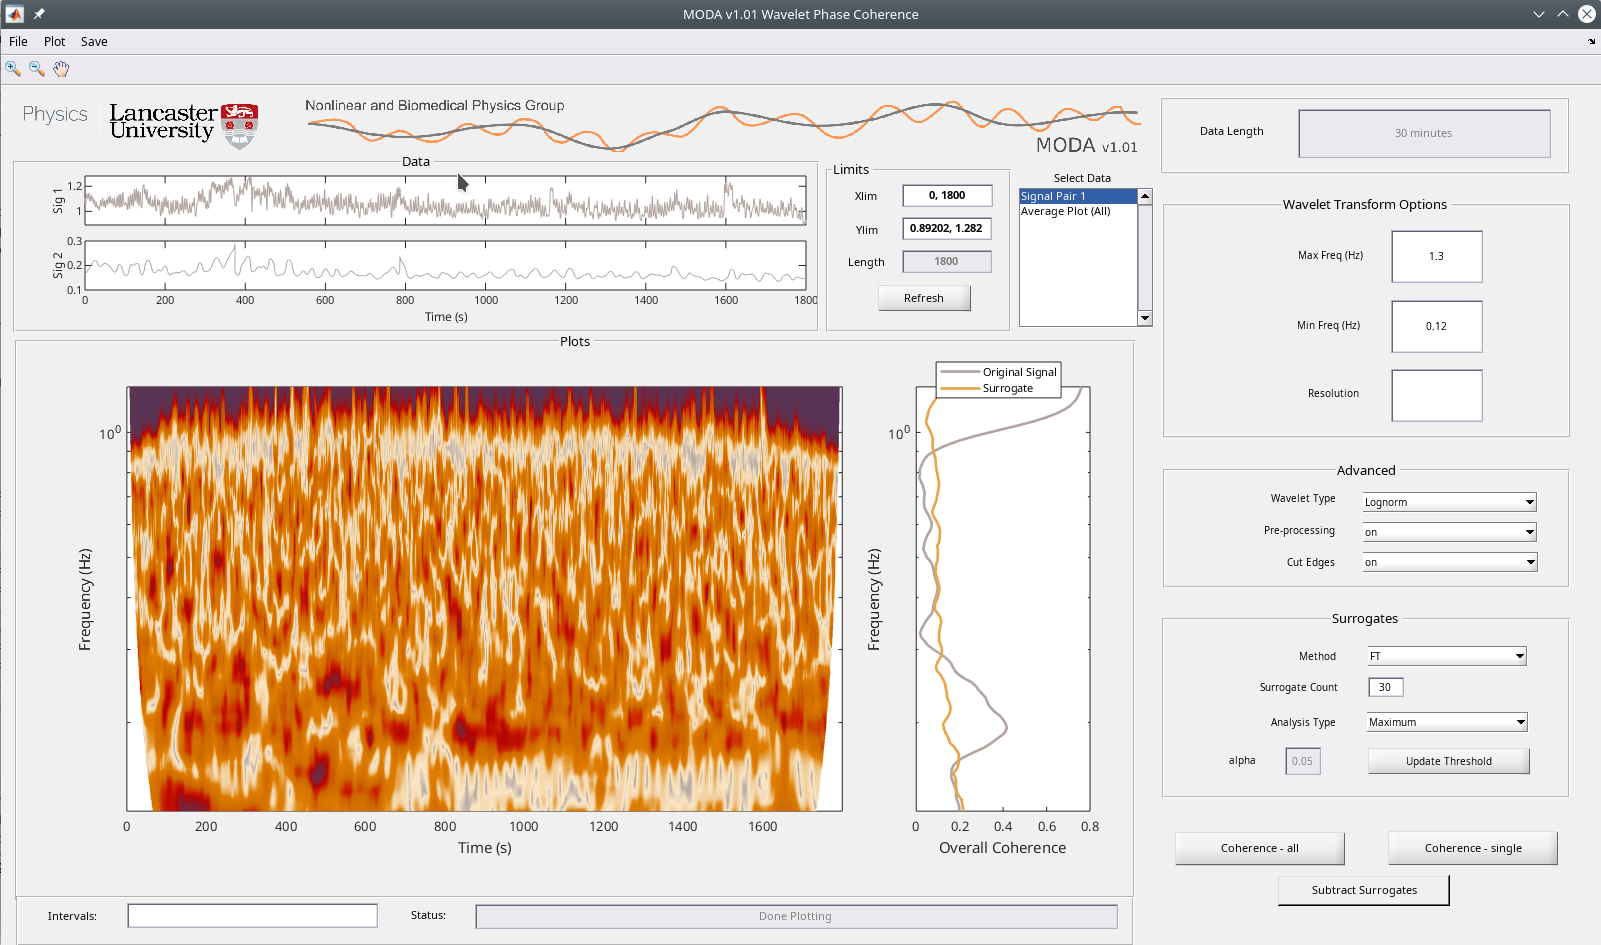 MODA v1.01 Wavelet Phase Coherence
File Plot Save
Physics
Lancaster University
Nonlinear and Biomedical Physics Group
MODA v1.01
Data Length
30 minutes
Data
Sig 1
1.2
1
Sig 2
0.3
0.2
0.1
0 200 400 600 800 1000 1200 1400 1600 1800
Time (s)
Limits
Xlim
0, 1800
Ylim
0.89202, 1.282
Length
1800
Refresh
Select Data
Signal Pair 1
Average Plot (All)
Wavelet Transform Options
Max Freq (Hz)
1.3
Min Freq (Hz)
0.12
Resolution
Plots
10^0
Frequency (Hz)
0 200 400 600 800 1000 1200 1400 1600
Time (s)
Original Signal
Surrogate
10^0
Frequency (Hz)
0 0.2 0.4 0.6 0.8
Overall Coherence
Advanced
Wavelet Type
Lognorm
Pre-processing
on
Cut Edges
on
Surrogates
Method
FT
Surrogate Count
30
Analysis Type
Maximum
alpha
0.05
Update Threshold
Coherence - all
Coherence - single
Subtract Surrogates
Intervals:
Status:
Done Plotting